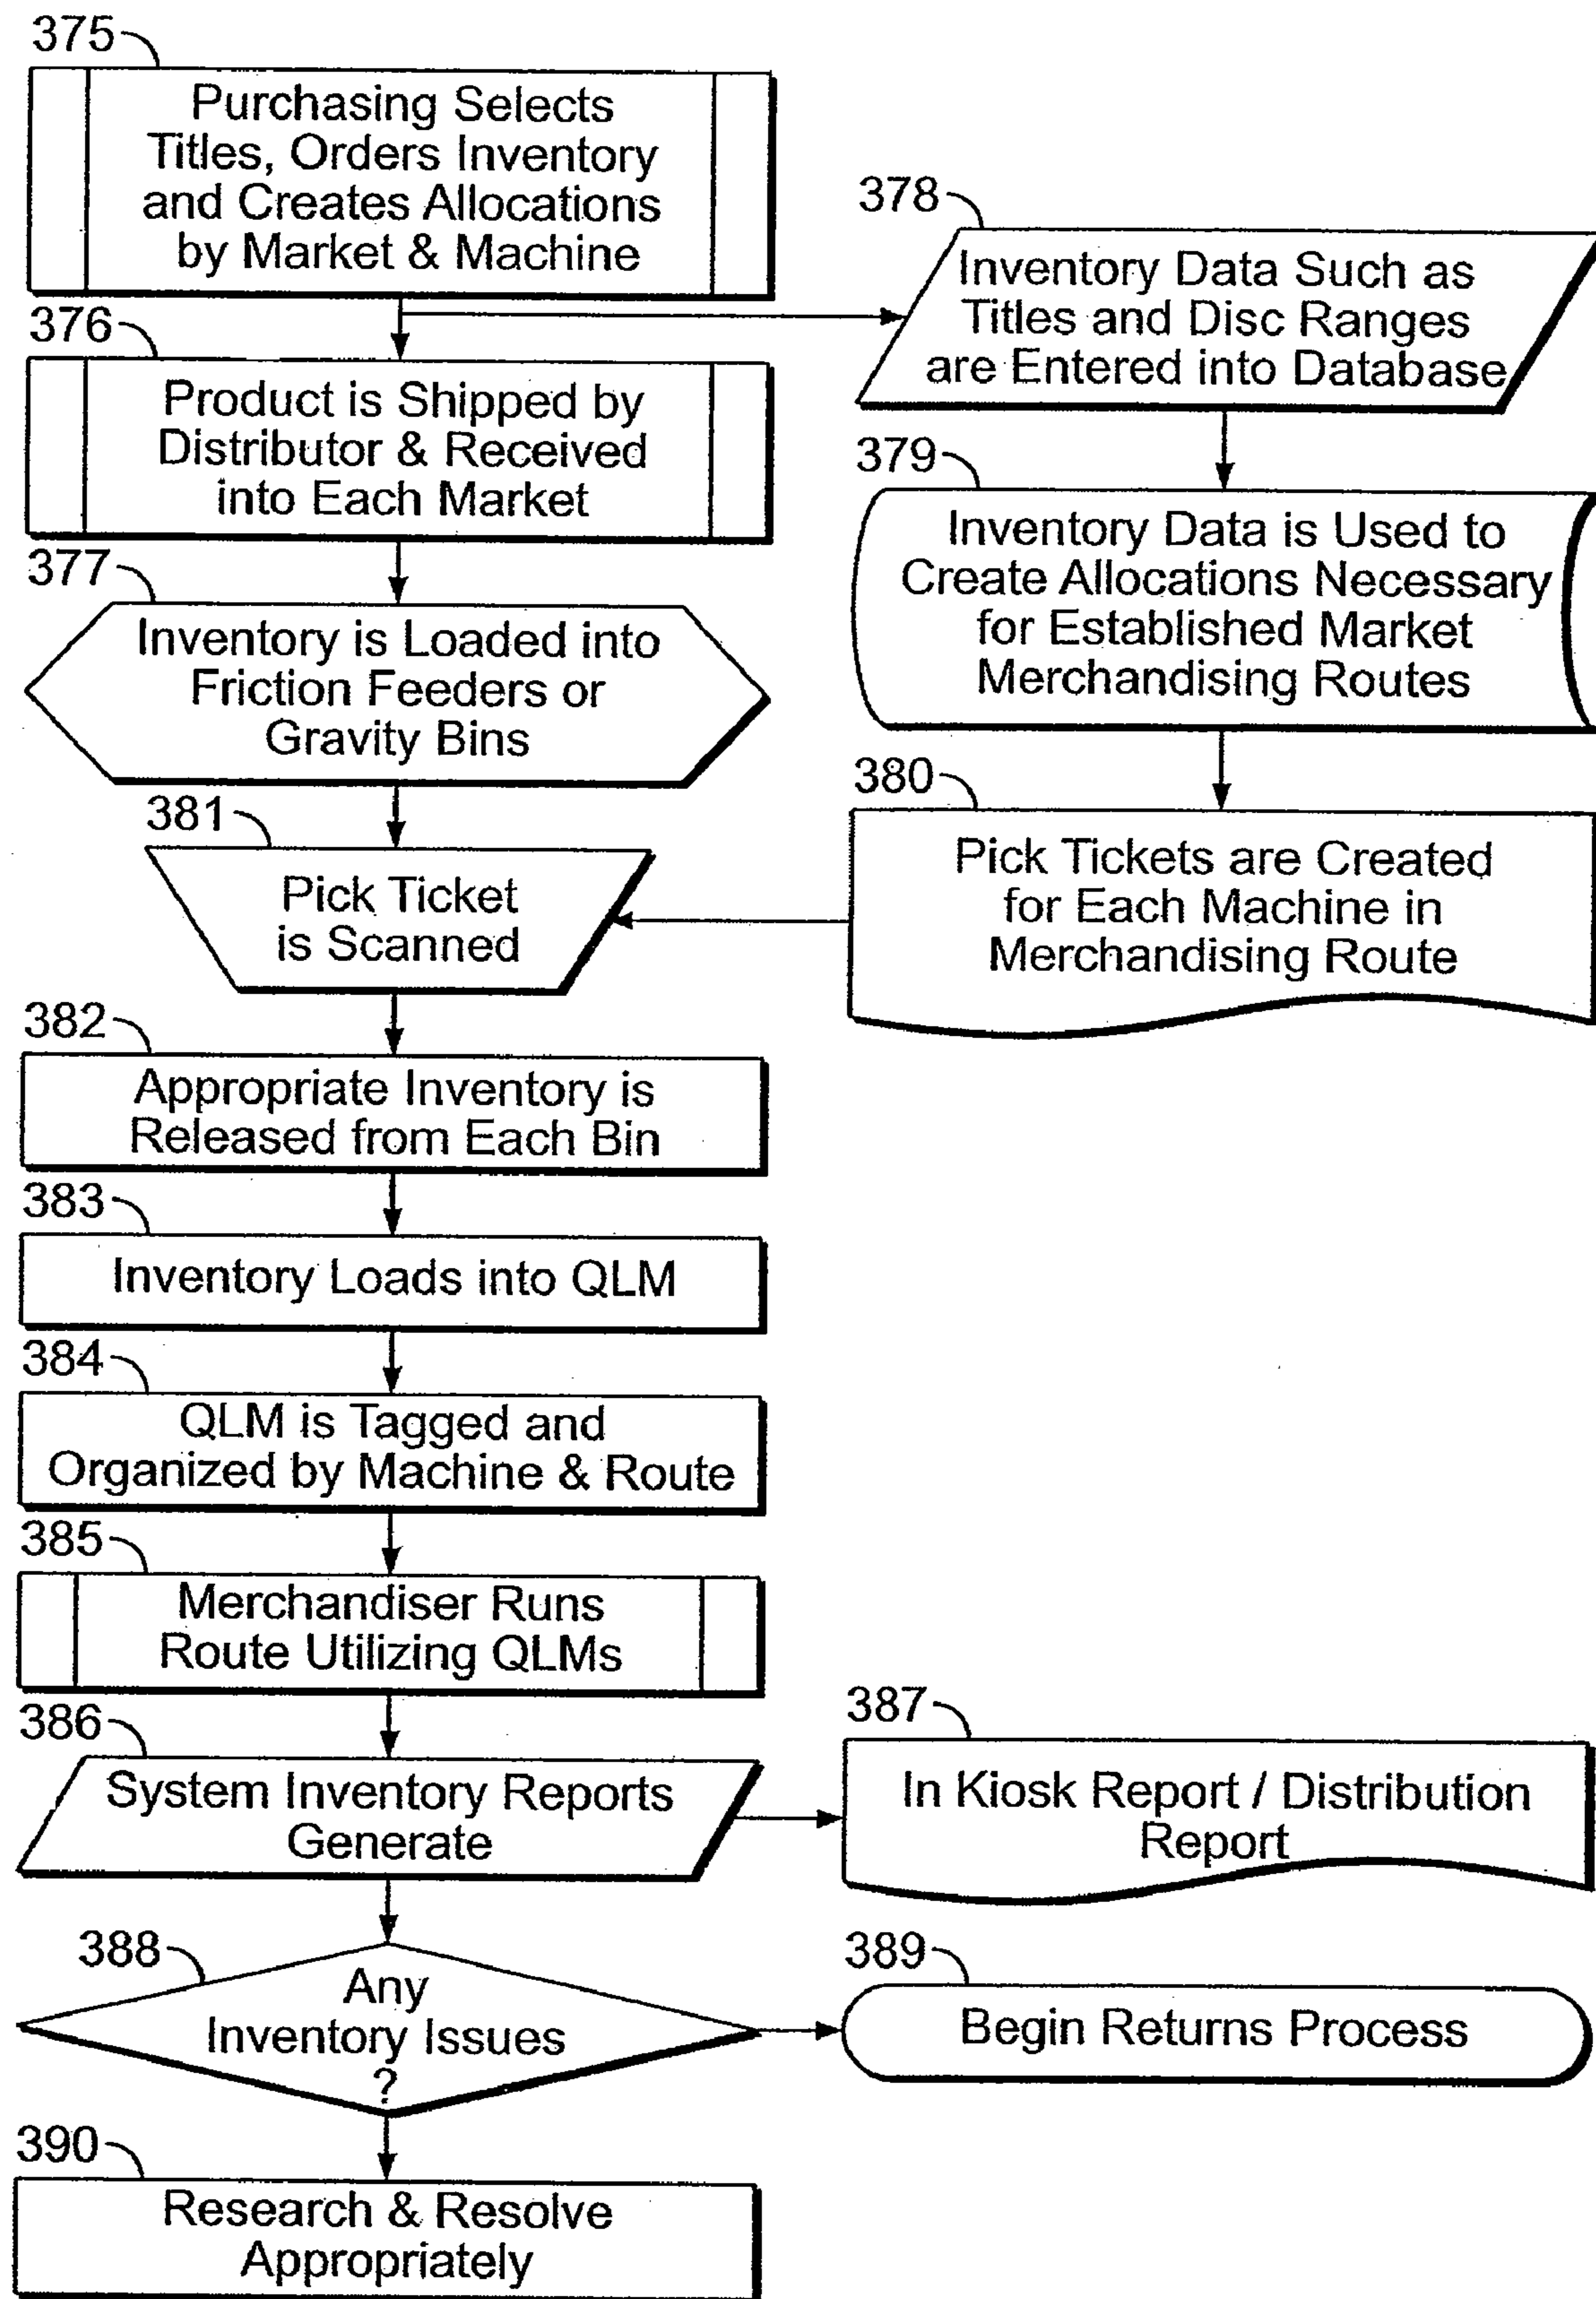 375
Purchasing Selects
Titles, Orders Inventory
and Creates Allocations
by Market & Machine
376
Product is Shipped by
Distributor & Received
into Each Market
377
Inventory is Loaded into
Friction Feeders or
Gravity Bins
378
Inventory Data Such as
Titles and Disc Ranges
are Entered into Database
379
Inventory Data is Used to
Create Allocations Necessary
for Established Market
Merchandising Routes
380
Pick Tickets are Created
for Each Machine in
Merchandising Route
381
Pick Ticket
is Scanned
382
Appropriate Inventory is
Released from Each Bin
383
Inventory Loads into QLM
384
QLM is Tagged and
Organized by Machine & Route
385
Merchandiser Runs
Route Utilizing QLMs
386
System Inventory Reports
Generate
387
In Kiosk Report / Distribution
Report
388
Any
Inventory Issues
?
389
Begin Returns Process
390
Research & Resolve
Appropriately